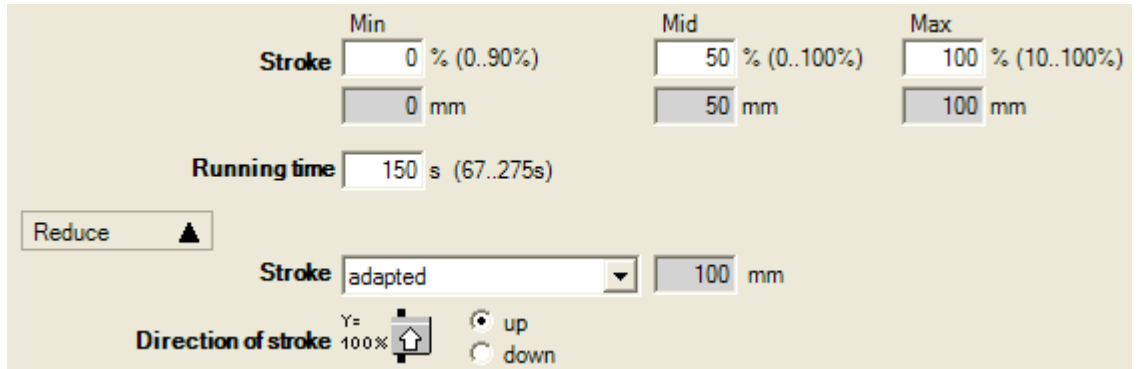 Min Mid Max
Stroke 0 % (0..90%) 50 % (0..100%) 100 % (10..100%)
0 mm 50 mm 100 mm
Running time 150 s (67..275s)
Reduce
Stroke adapted 100 mm
Y=
100% up
Direction of stroke
down